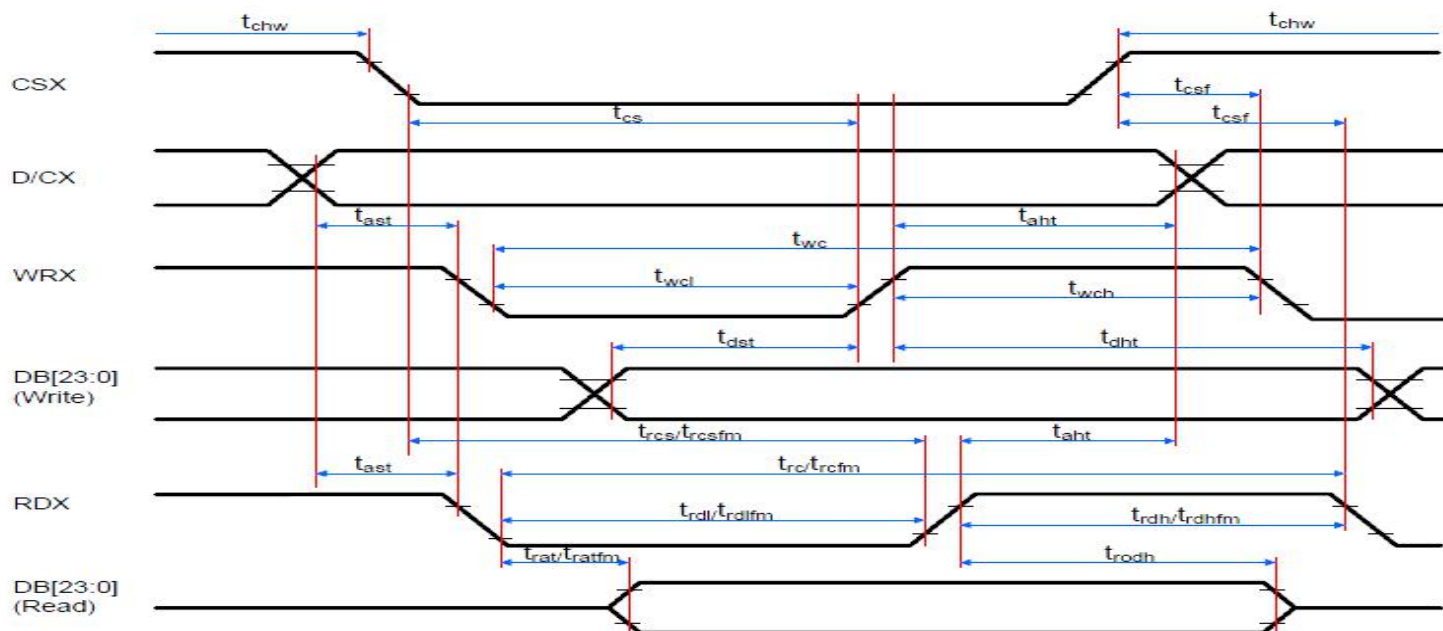 tchw
tchw
CSX
tcsf
tcs
tcsf
D/CX
tast
taht
twc
WRX
twcl
twch
tdst
tdht
DB[23:0]
(Write)
trcs/trcsfm
taht
tast
trc/trcfm
RDX
trdl/trdlfm
trdh/trdhfm
trat/tratfm
trodh
DB[23:0]
(Read)